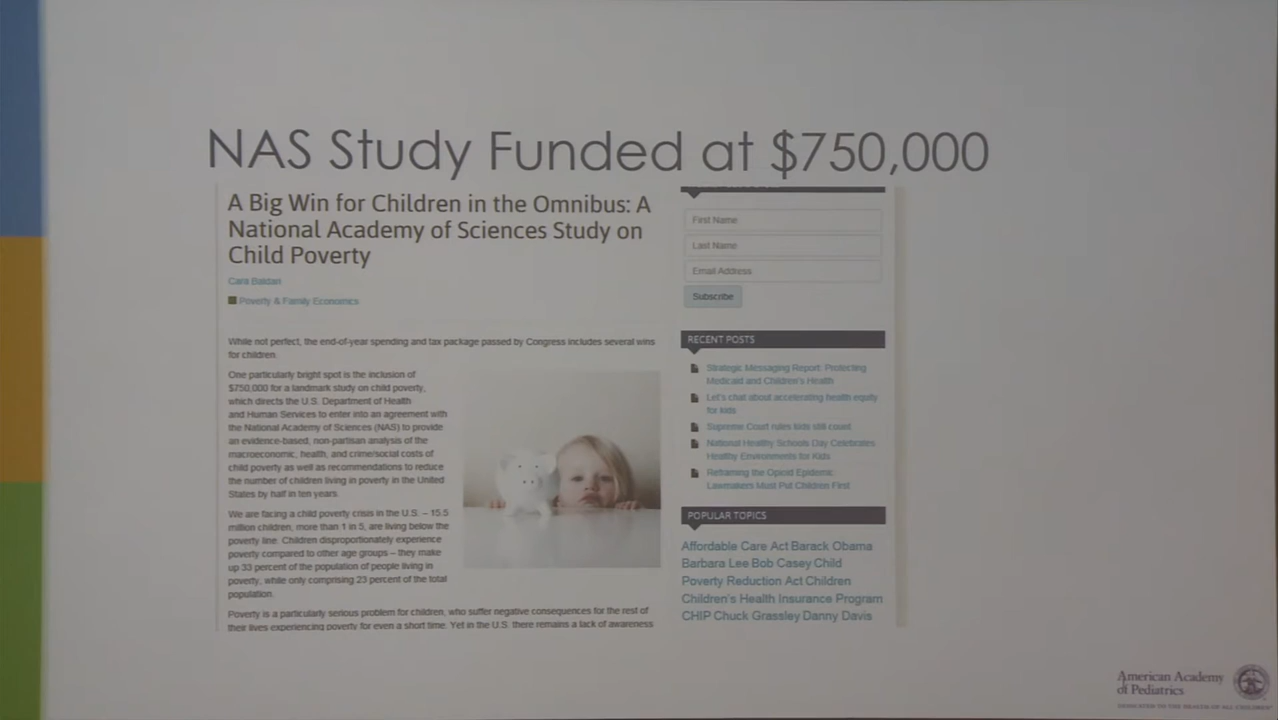 NAS Study Funded at $750,000
A Big Win for Children in the Omnibus: A
National Academy of Sciences Study on
Child Poverty
Cara Baldari
Poverty & Family Economics
While not perfect, the end-of-year spending and tax package passed by Congress includes several wins
for children.
One particularly bright spot is the inclusion of
$750,000 for a landmark study on child poverty,
which directs the U.S. Department of Health
and Human Services to enter into an agreement with
the National Academy of Sciences (NAS) to provide
an evidence-based, non-partisan analysis of the
macroeconomic, health, and crime/social costs of
child poverty as well as recommendations to reduce
the number of children living in poverty in the United
States by half in ten years.
We are facing a child poverty crisis in the U.S. – 15.5
million children, more than 1 in 5, are living below the
poverty line. Children disproportionately experience
poverty compared to other age groups – they make
up 33 percent of the population of people living in
poverty, while only comprising 23 percent of the total
population.
Poverty is a particularly serious problem for children, who suffer negative consequences for the rest of
their lives experiencing poverty for even a short time. Yet in the U.S. there remains a lack of awareness
First Name
Last Name
Email Address
Subscribe
RECENT POSTS
Strategic Messaging Report: Protecting
Medicaid and Children's Health
Let's chat about accelerating health equity
for kids
Supreme Court rules kids still count
National Healthy Schools Day Celebrates
Healthy Environments for Kids
Reframing the Opioid Epidemic:
Lawmakers Must Put Children First
POPULAR TOPICS
Affordable Care Act Barack Obama
Barbara Lee Bob Casey Child
Poverty Reduction Act Children
Children's Health Insurance Program
CHIP Chuck Grassley Danny Davis
American Academy
of Pediatrics
DEDICATED TO THE HEALTH OF ALL CHILDREN